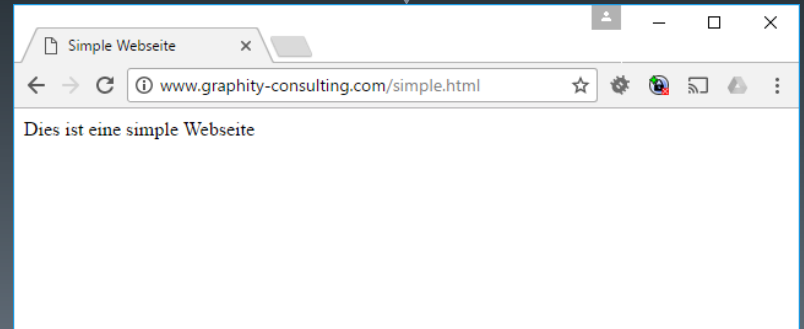 Simple Webseite
www.graphity-consulting.com/simple.html
Dies ist eine simple Webseite